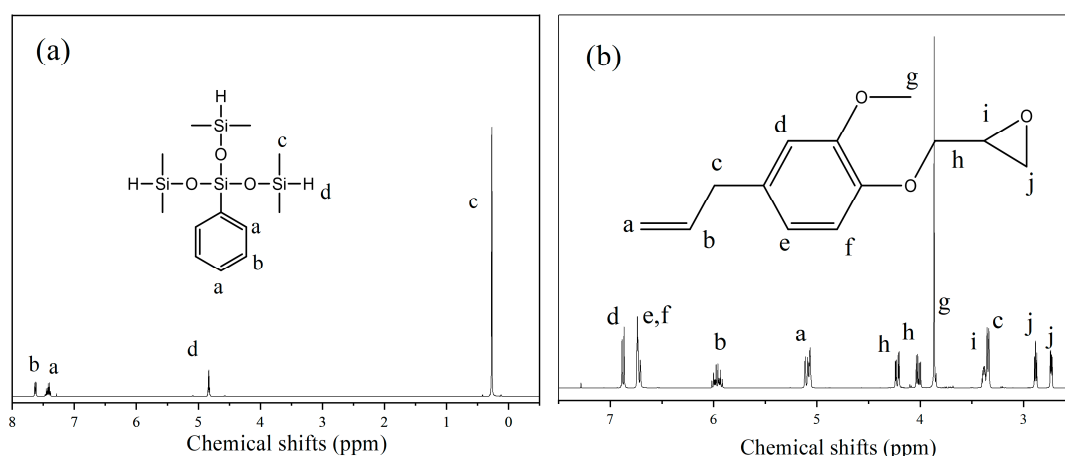 (a)
H
Si
O
c
H Si O Si O Si H d
a
b
a
c
d
b a
8 7 6 5 4 3 2 1 0
Chemical shifts (ppm)
(b)
g
O
d
i
O
c
h
j
O
a
b
e
f
g
d e,f b a h h i c j j
7 6 5 4 3
Chemical shifts (ppm)